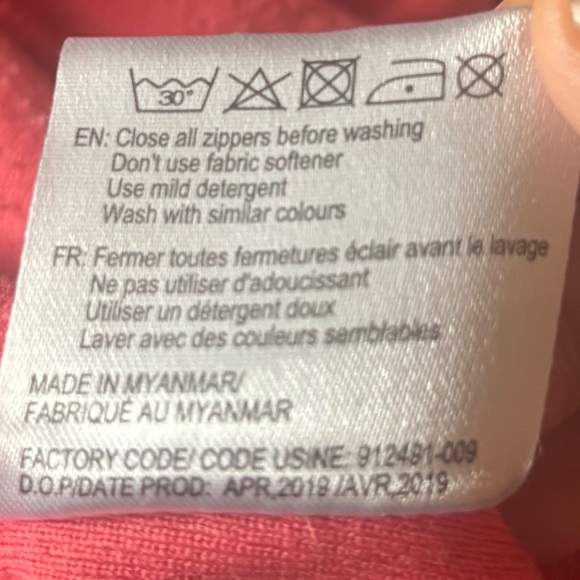 30°
EN: Close all zippers before washing
Don't use fabric softener
Use mild detergent
Wash with similar colours
FR: Fermer toutes fermetures éclair avant le lavage
Ne pas utiliser d'adoucissant
Utiliser un détergent doux
Laver avec des couleurs semblables
MADE IN MYANMAR/
FABRIQUÉ AU MYANMAR
FACTORY CODE/ CODE USINE: 912491-009
D.O.P/DATE PROD: APR,2019 /AVR,2019